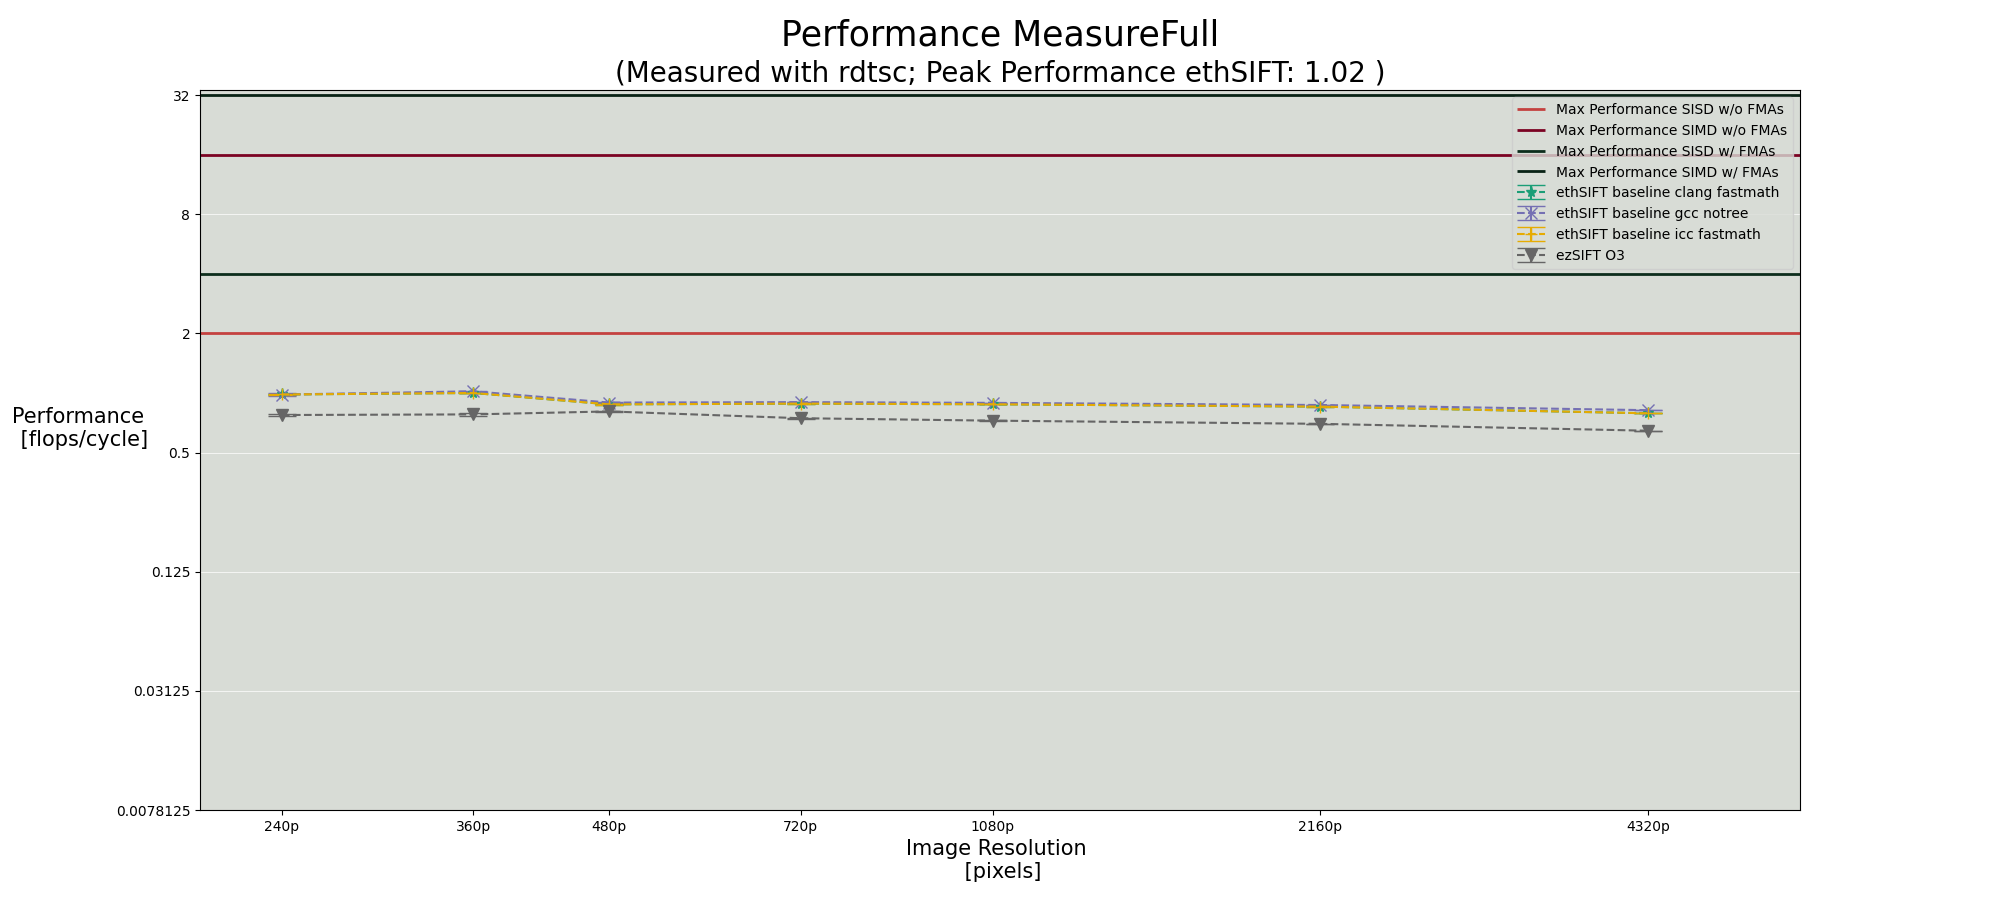 Performance MeasureFull
(Measured with rdtsc; Peak Performance ethSIFT: 1.02 )
32
8
2
0.5
0.125
0.03125
0.0078125
Performance
[flops/cycle]
Max Performance SISD w/o FMAs
Max Performance SIMD w/o FMAs
Max Performance SISD w/ FMAs
Max Performance SIMD w/ FMAs
ethSIFT baseline clang fastmath
ethSIFT baseline gcc notree
ethSIFT baseline icc fastmath
ezSIFT O3
240p 360p 480p 720p 1080p 2160p 4320p
Image Resolution
[pixels]